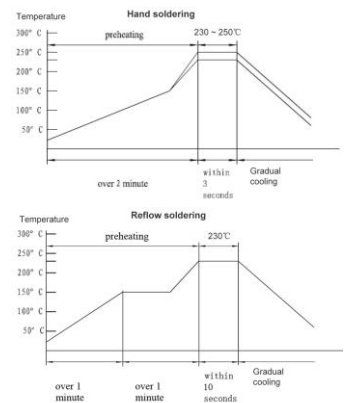 Hand soldering
Temperature
preheating
230 ~ 250℃
300° C
250° C
200° C
150° C
100° C
50° C
over 2 minute
within
3
seconds
Gradual
cooling
Reflow soldering
Temperature
preheating
230℃
300° C
250° C
200° C
150° C
100° C
50° C
over 1
minute
over 1
minute
within
10
seconds
Gradual
cooling